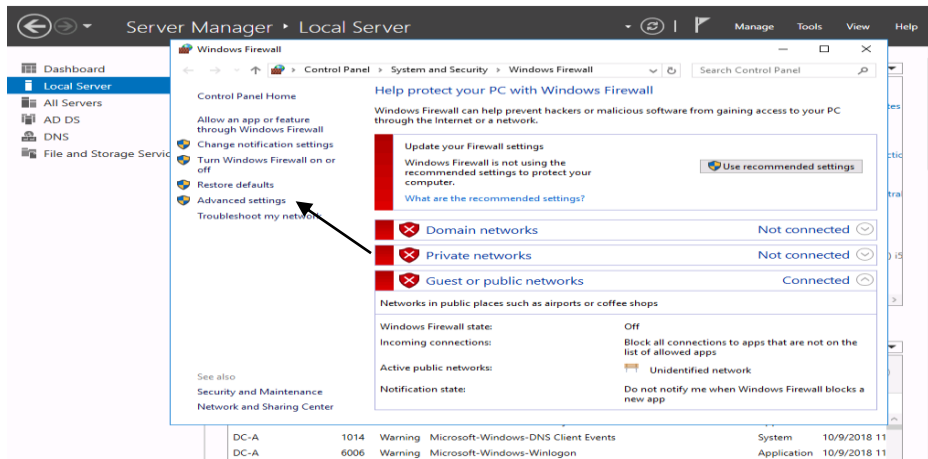 Server Manager ‣ Local Server
Manage Tools View Help
Windows Firewall
Control Panel › System and Security › Windows Firewall
Search Control Panel
Dashboard
Local Server
All Servers
AD DS
DNS
File and Storage Servic
Control Panel Home
Allow an app or feature
through Windows Firewall
Change notification settings
Turn Windows Firewall on or
off
Restore defaults
Advanced settings
Troubleshoot my network
See also
Security and Maintenance
Network and Sharing Center
Help protect your PC with Windows Firewall
Windows Firewall can help prevent hackers or malicious software from gaining access to your PC
through the Internet or a network.
Update your Firewall settings
Windows Firewall is not using the
recommended settings to protect your
computer.
Use recommended settings
What are the recommended settings?
Domain networks Not connected
Private networks Not connected
Guest or public networks Connected
Networks in public places such as airports or coffee shops
Windows Firewall state: Off
Incoming connections: Block all connections to apps that are not on the
list of allowed apps
Active public networks: Unidentified network
Notification state: Do not notify me when Windows Firewall blocks a
new app
DC-A 1014 Warning Microsoft-Windows-DNS Client Events System 10/9/2018 11
DC-A 6006 Warning Microsoft-Windows-Winlogon Application 10/9/2018 11